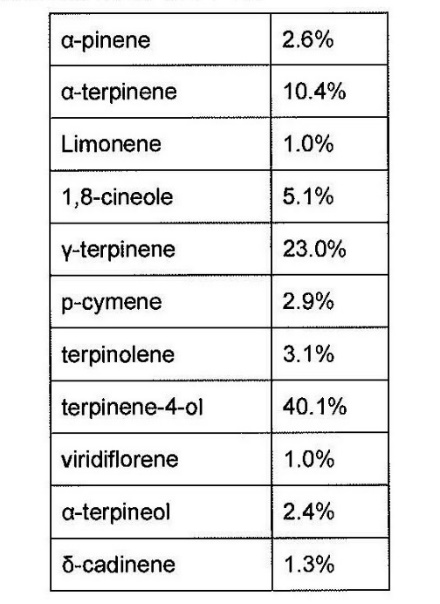 α-pinene 2.6%
α-terpinene 10.4%
Limonene 1.0%
1,8-cineole 5.1%
γ-terpinene 23.0%
p-cymene 2.9%
terpinolene 3.1%
terpinene-4-ol 40.1%
viridiflorene 1.0%
α-terpineol 2.4%
δ-cadinene 1.3%